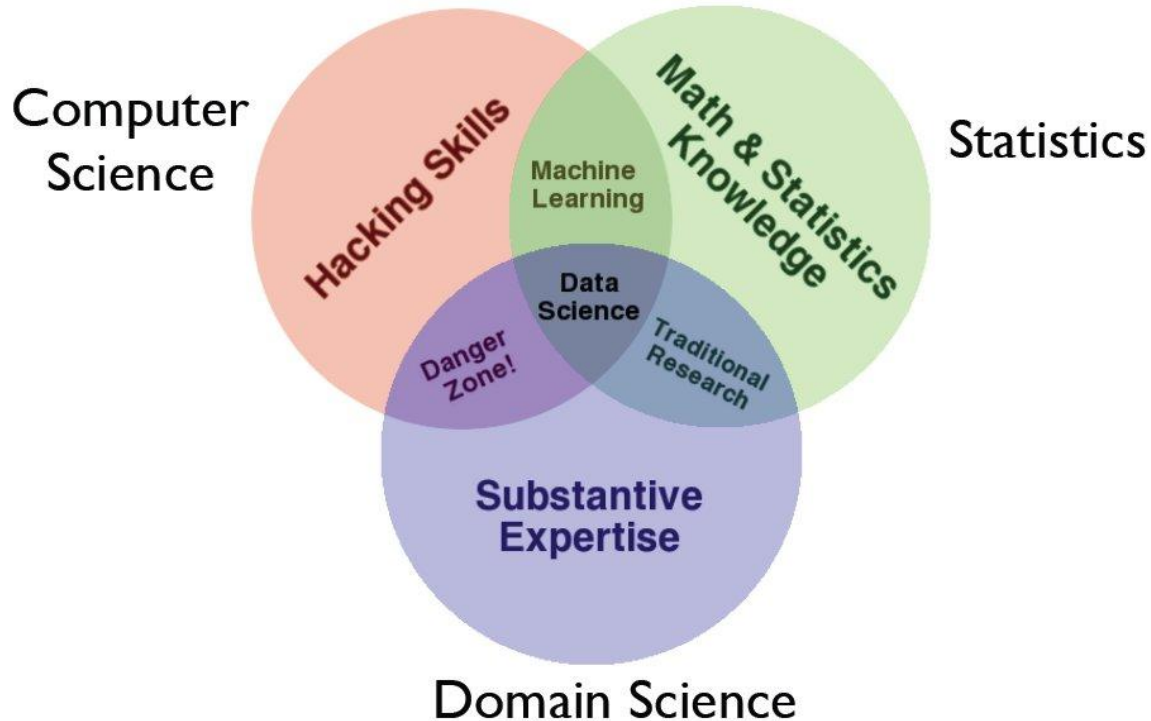 Computer
Science
Hacking Skills
Math & Statistics
Knowledge
Statistics
Machine
Learning
Data
Science
Danger
Zone!
Traditional
Research
Substantive
Expertise
Domain Science